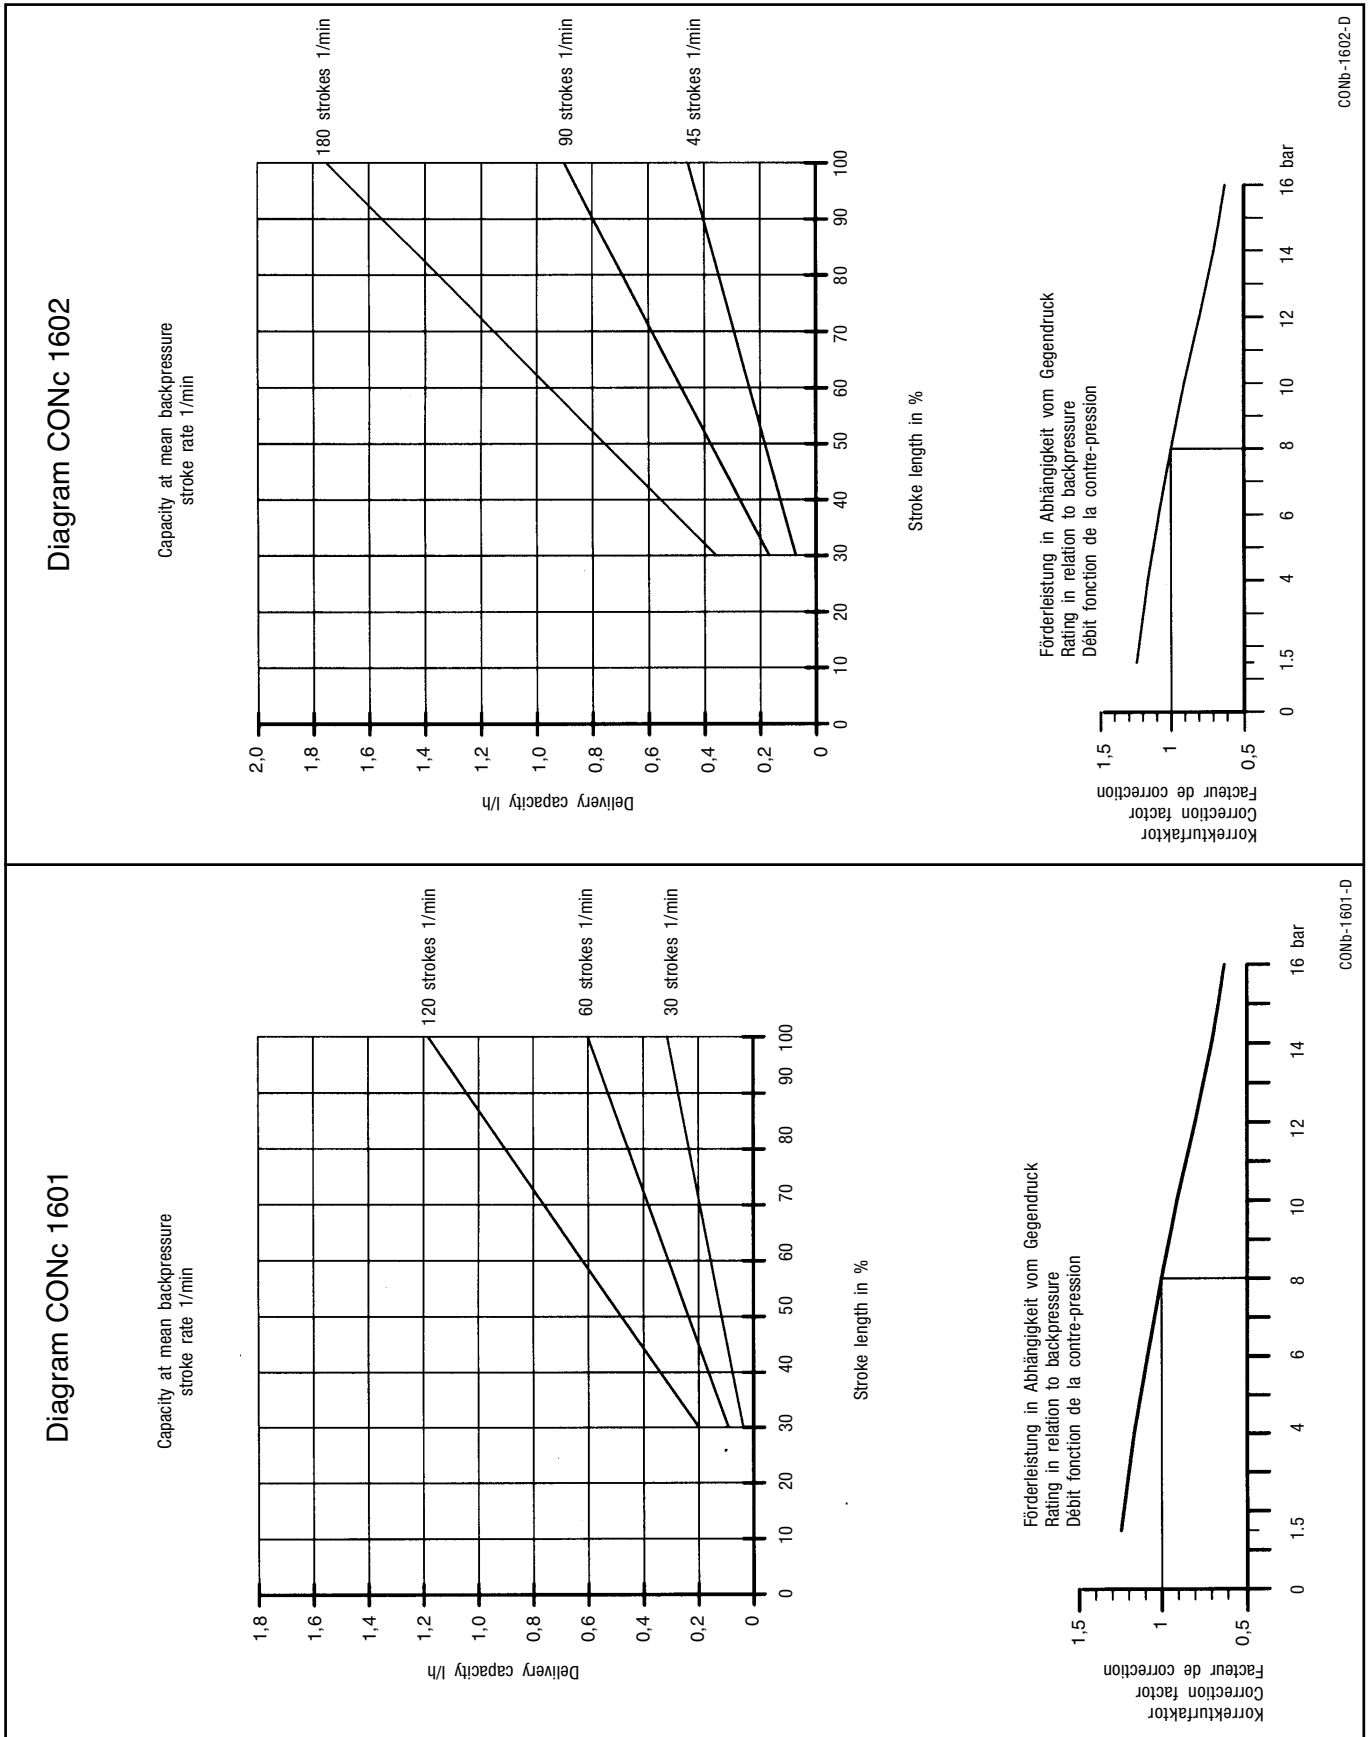 Diagram CONc 1601
Capacity at mean backpressure
stroke rate 1/min
Delivery capacity l/h
1,8
1,6
1,4
1,2
1,0
0,8
0,6
0,4
0,2
0
120 strokes 1/min
60 strokes 1/min
30 strokes 1/min
0 10 20 30 40 50 60 70 80 90 100
Stroke length in %
Förderleistung in Abhängigkeit vom Gegendruck
Rating in relation to backpressure
Débit fonction de la contre-pression
Korrekturfaktor
Correction factor
Facteur de correction
1,5
1
0,5
0 1.5 4 6 8 10 12 14 16 bar
CONb-1601-D
Diagram CONc 1602
Capacity at mean backpressure
stroke rate 1/min
Delivery capacity l/h
2,0
1,8
1,6
1,4
1,2
1,0
0,8
0,6
0,4
0,2
0
180 strokes 1/min
90 strokes 1/min
45 strokes 1/min
0 10 20 30 40 50 60 70 80 90 100
Stroke length in %
Förderleistung in Abhängigkeit vom Gegendruck
Rating in relation to backpressure
Débit fonction de la contre-pression
Korrekturfaktor
Correction factor
Facteur de correction
1,5
1
0,5
0 1.5 4 6 8 10 12 14 16 bar
CONb-1602-D